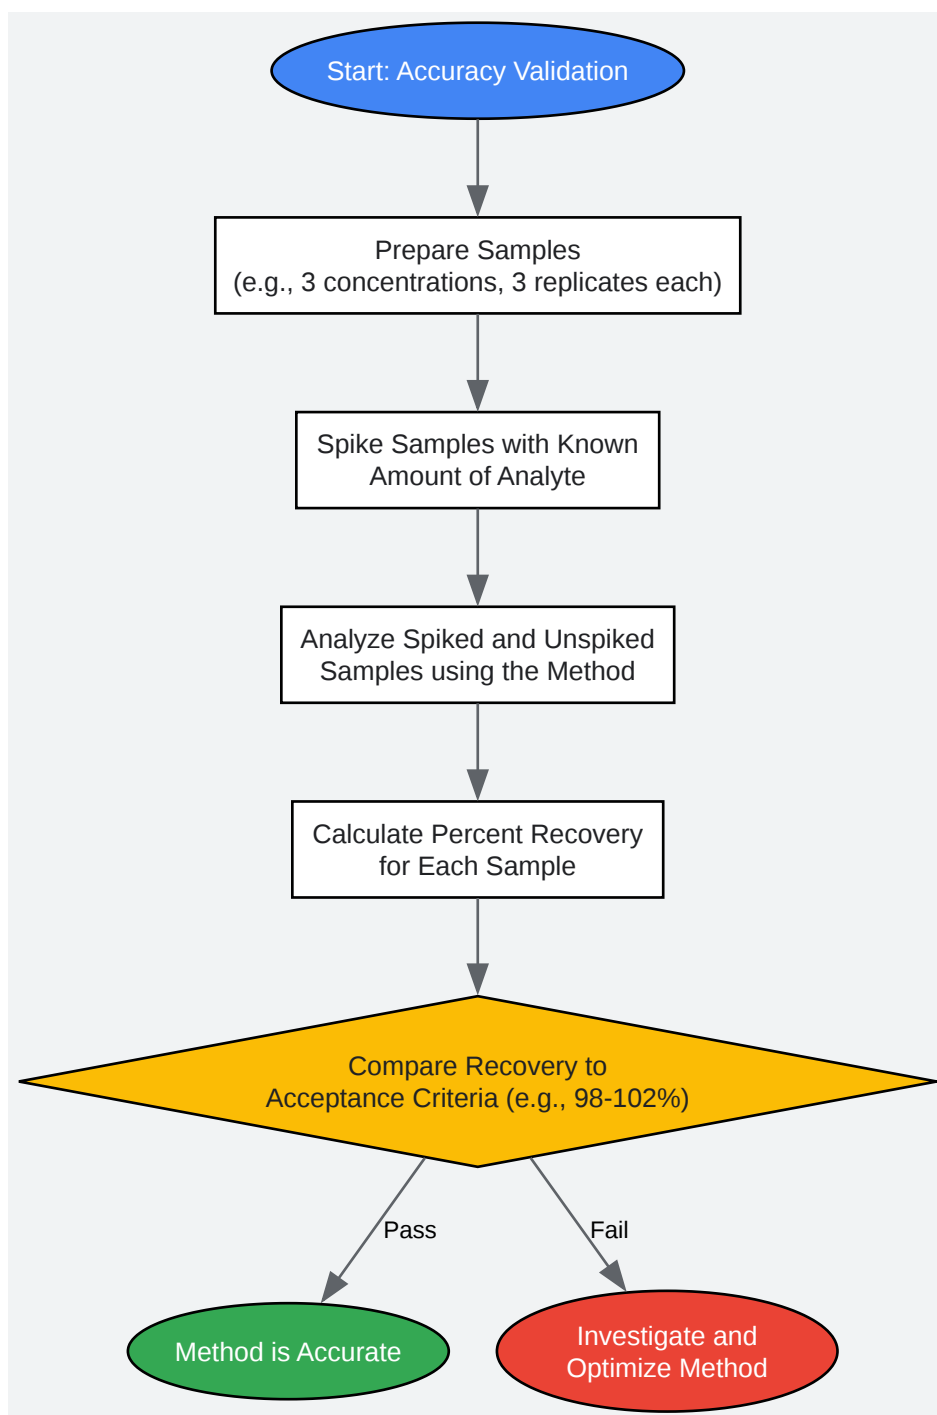 Start: Accuracy Validation
Prepare Samples
(e.g., 3 concentrations, 3 replicates each)
Spike Samples with Known
Amount of Analyte
Analyze Spiked and Unspiked
Samples using the Method
Calculate Percent Recovery
for Each Sample
Compare Recovery to
Acceptance Criteria (e.g., 98-102%)
Pass
Fail
Method is Accurate
Investigate and
Optimize Method